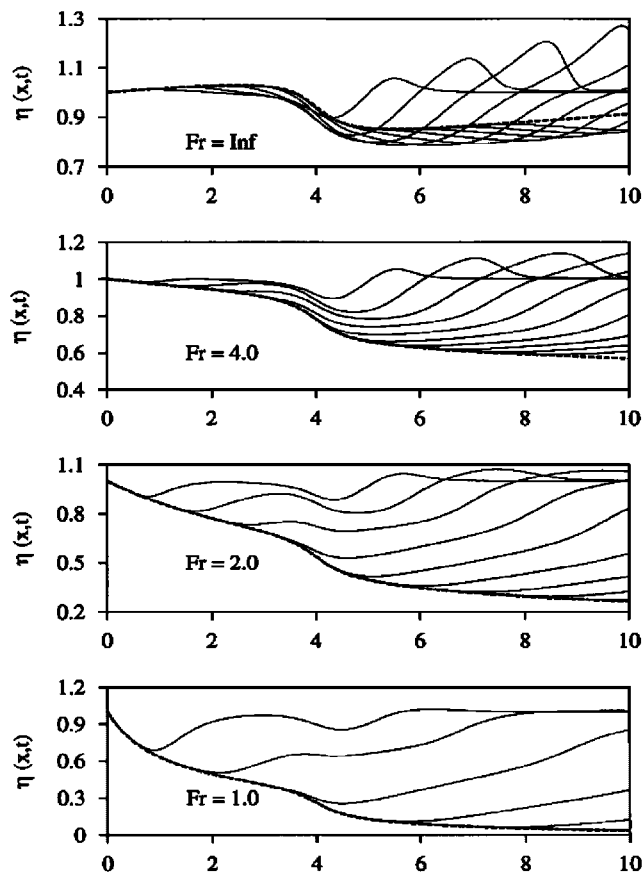 1.3
1.1
0.9
0.7
η (x,t)
Fr = Inf
0 2 4 6 8 10
1.2
1
0.8
0.6
0.4
η (x,t)
Fr = 4.0
0 2 4 6 8 10
1.1
0.8
0.5
0.2
η (x,t)
Fr = 2.0
0 2 4 6 8 10
1.2
0.9
0.6
0.3
0
η (x,t)
Fr = 1.0
0 2 4 6 8 10